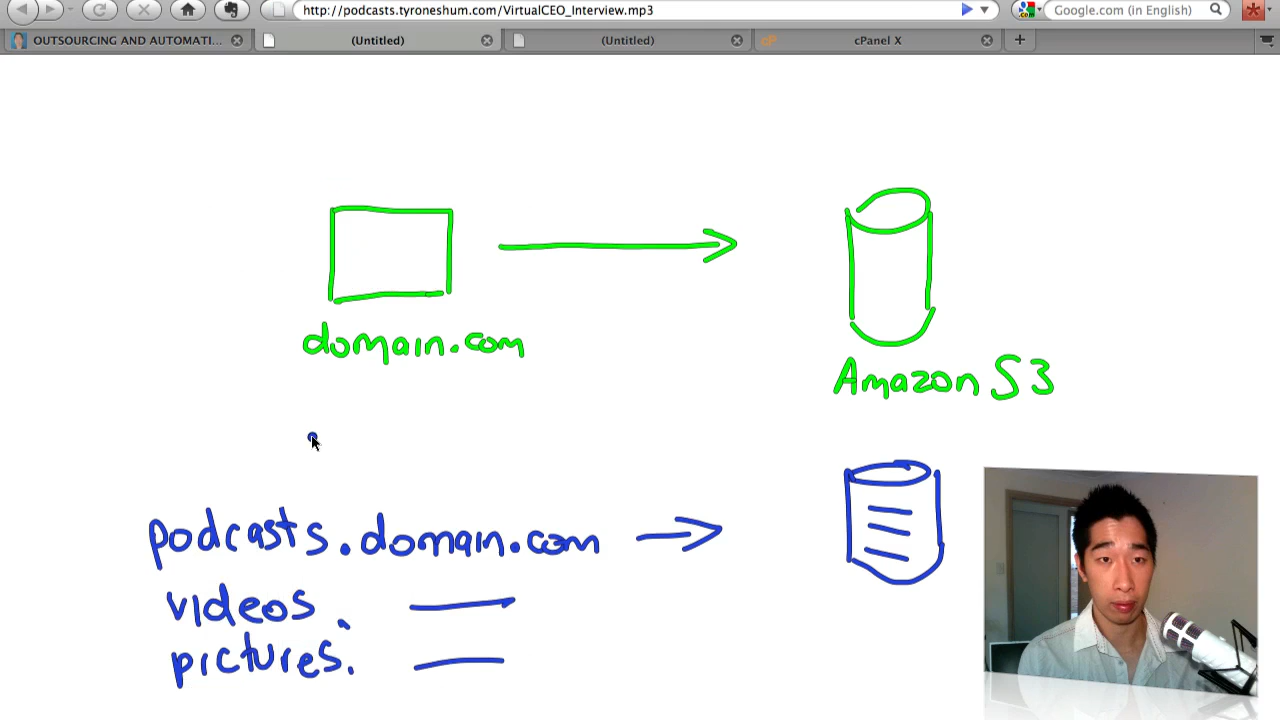 http://podcasts.tyroneshum.com/VirtualCEO_Interview.mp3
Google.com (in English)
OUTSOURCING AND AUTOMATI...
(Untitled)
(Untitled)
cPanel X
domain.com
Amazon S3
podcasts.domain.com
videos.
pictures.